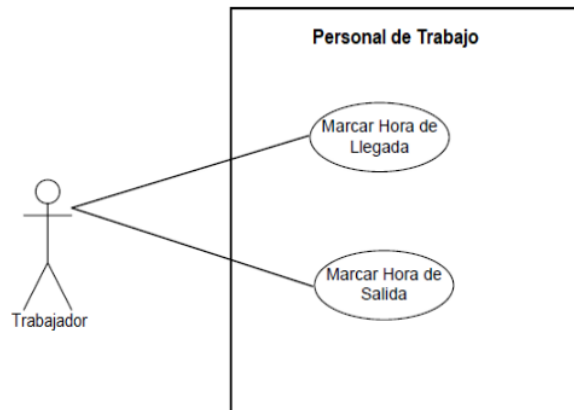 Personal de Trabajo
Marcar Hora de
Llegada
Marcar Hora de
Salida
Trabajador